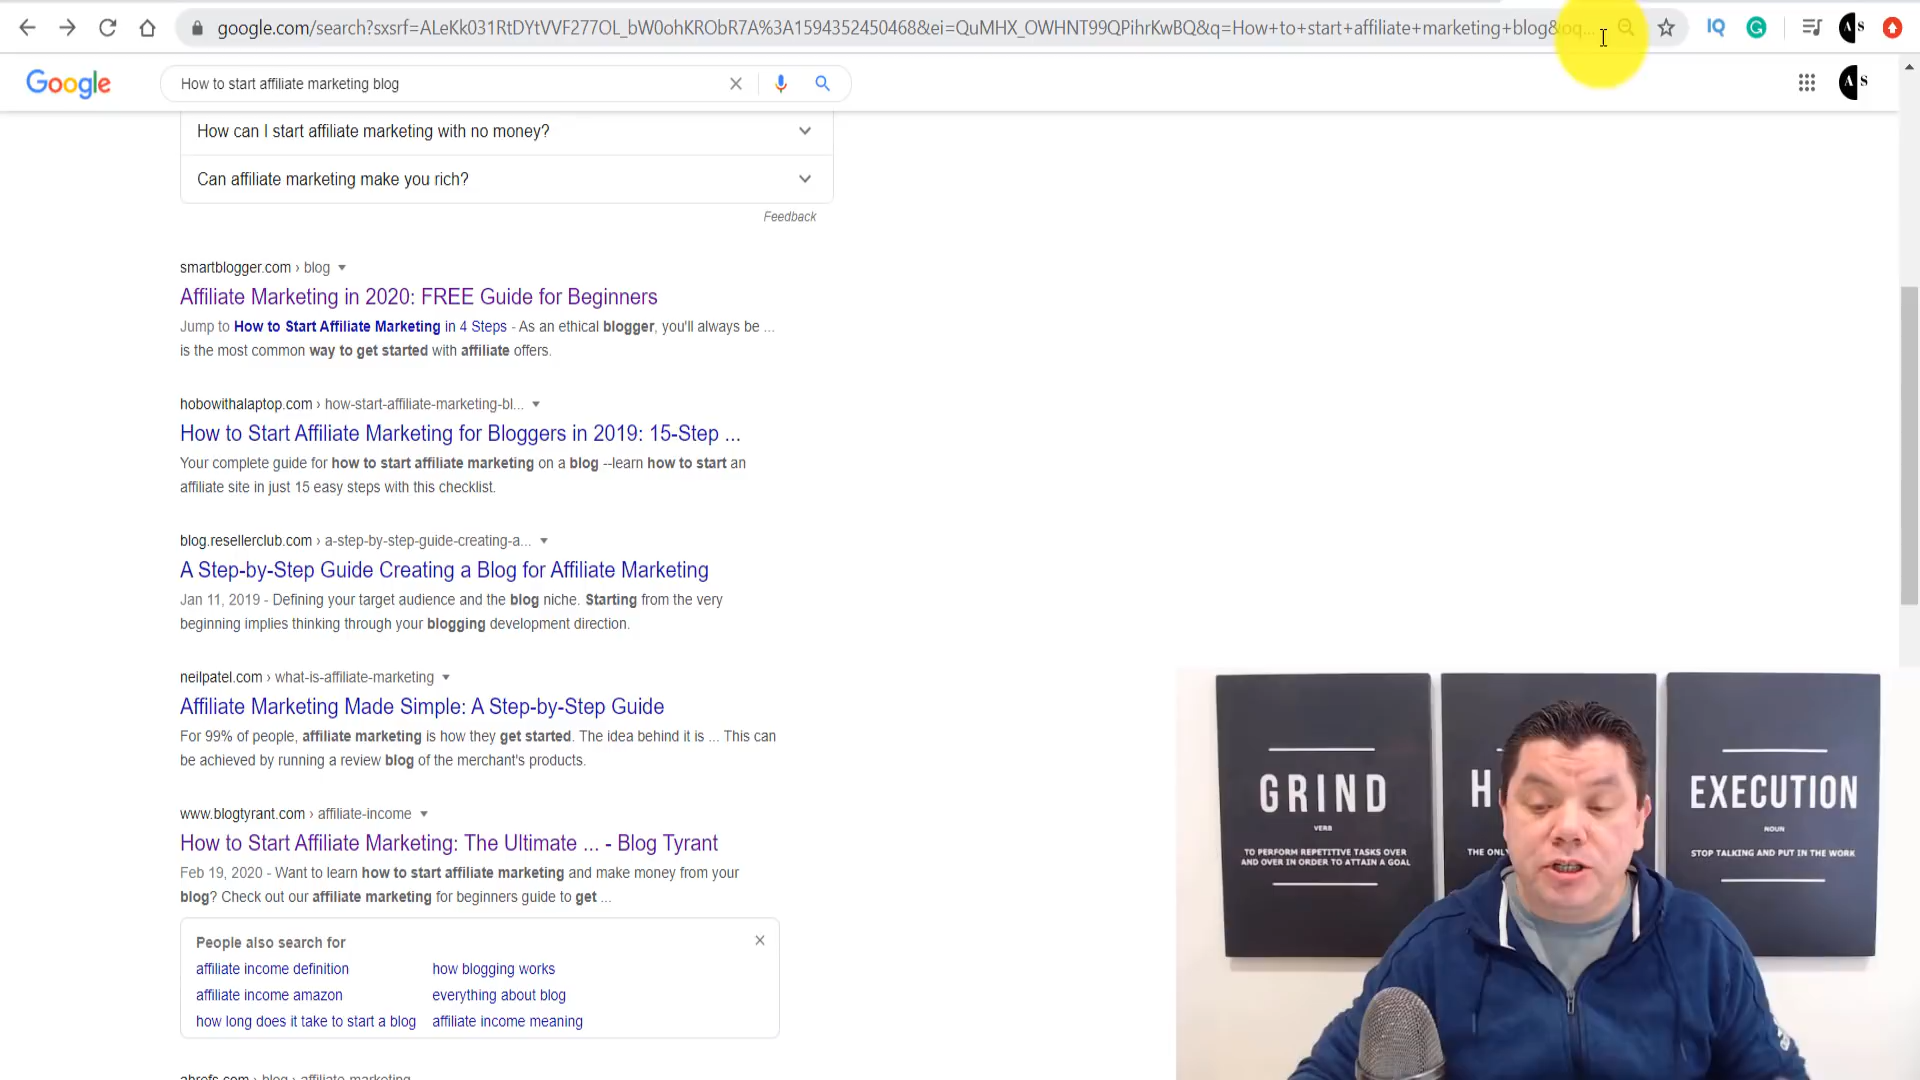 google.com/search?sxsrf=ALeKk031RtDYtVVF277OL_bW0ohKRObR7A%3A1594352450468&ei=QuMHX_OWHNT99QPihrKwBQ&q=How+to+start+affiliate+marketing+blog&oq...
A S
Google
How to start affiliate marketing blog
A S
How can I start affiliate marketing with no money?
Can affiliate marketing make you rich?
Feedback
smartblogger.com › blog
Affiliate Marketing in 2020: FREE Guide for Beginners
Jump to How to Start Affiliate Marketing in 4 Steps - As an ethical blogger, you'll always be ...
is the most common way to get started with affiliate offers.
hobowithalaptop.com › how-start-affiliate-marketing-bl...
How to Start Affiliate Marketing for Bloggers in 2019: 15-Step ...
Your complete guide for how to start affiliate marketing on a blog --learn how to start an
affiliate site in just 15 easy steps with this checklist.
blog.resellerclub.com › a-step-by-step-guide-creating-a...
A Step-by-Step Guide Creating a Blog for Affiliate Marketing
Jan 11, 2019 - Defining your target audience and the blog niche. Starting from the very
beginning implies thinking through your blogging development direction.
neilpatel.com › what-is-affiliate-marketing
Affiliate Marketing Made Simple: A Step-by-Step Guide
For 99% of people, affiliate marketing is how they get started. The idea behind it is ... This can
be achieved by running a review blog of the merchant's products.
www.blogtyrant.com › affiliate-income
How to Start Affiliate Marketing: The Ultimate ... - Blog Tyrant
Feb 19, 2020 - Want to learn how to start affiliate marketing and make money from your
blog? Check out our affiliate marketing for beginners guide to get ...
People also search for
affiliate income definition
how blogging works
affiliate income amazon
everything about blog
how long does it take to start a blog
affiliate income meaning
ahrefs.com › blog › affiliate-marketing
GRIND
VERB
TO PERFORM REPETITIVE TASKS OVER
AND OVER IN ORDER TO ATTAIN A GOAL
H
THE ONL
EXECUTION
NOUN
STOP TALKING AND PUT IN THE WORK